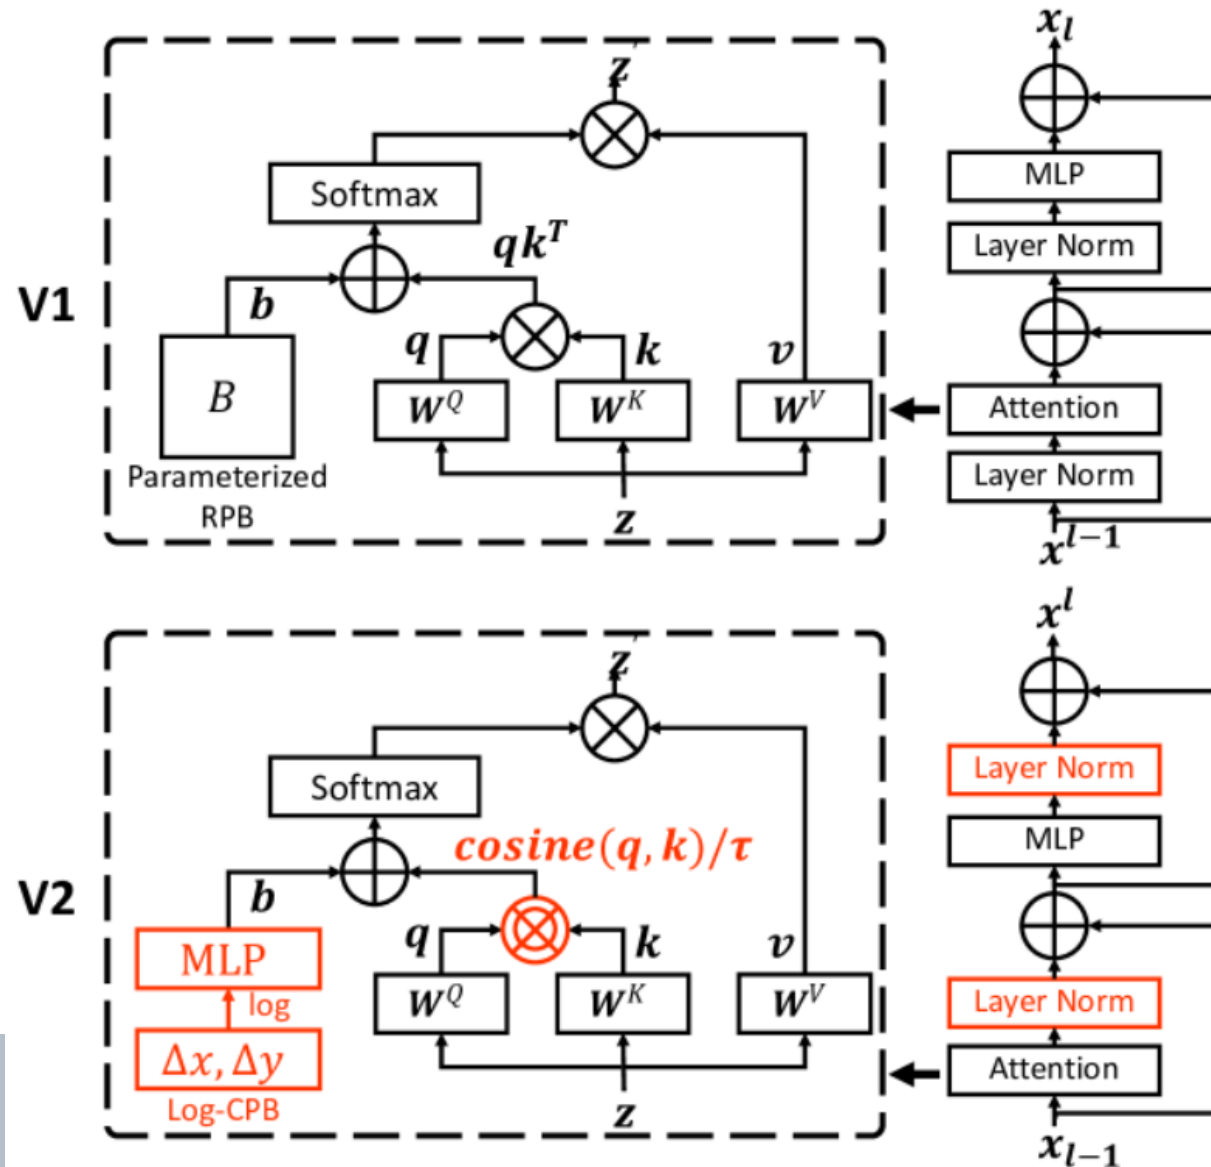 V1
z′
Softmax
qkᵀ
b
q
k
v
B
W^Q
W^K
W^V
Parameterized
RPB
z
x_l
MLP
Layer Norm
Attention
Layer Norm
x^{l−1}
V2
z′
Softmax
cosine(q, k)/τ
b
MLP
q
k
v
log
W^Q
W^K
W^V
Δx, Δy
Log-CPB
z
x^l
Layer Norm
MLP
Layer Norm
Attention
x_{l−1}